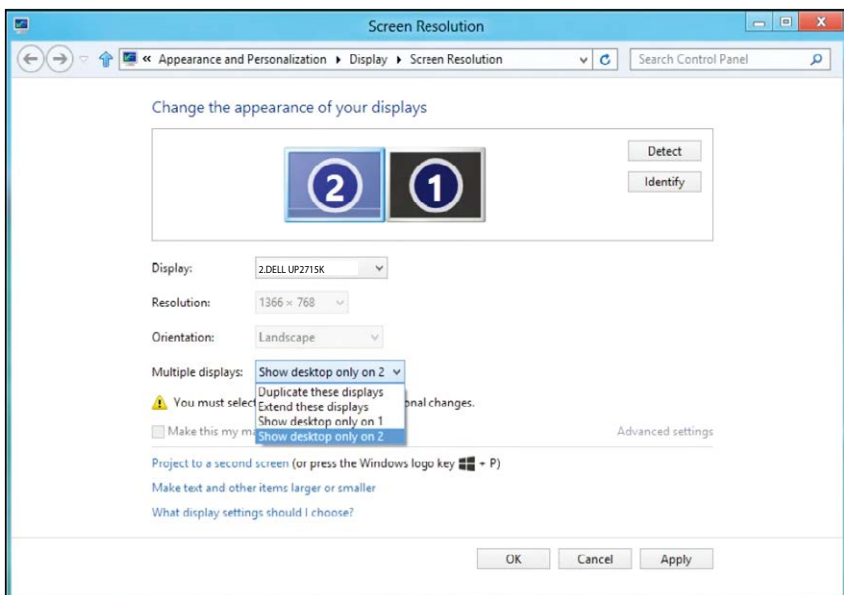 Screen Resolution
« Appearance and Personalization Display Screen Resolution
Search Control Panel
Change the appearance of your displays
2 1
Detect
Identify
Display: 2.DELL UP2715K
Resolution: 1366 × 768
Orientation: Landscape
Multiple displays: Show desktop only on 2
Duplicate these displays
Extend these displays
Show desktop only on 1
Show desktop only on 2
You must select onal changes.
Make this my m
Advanced settings
Project to a second screen (or press the Windows logo key + P)
Make text and other items larger or smaller
What display settings should I choose?
OK Cancel Apply